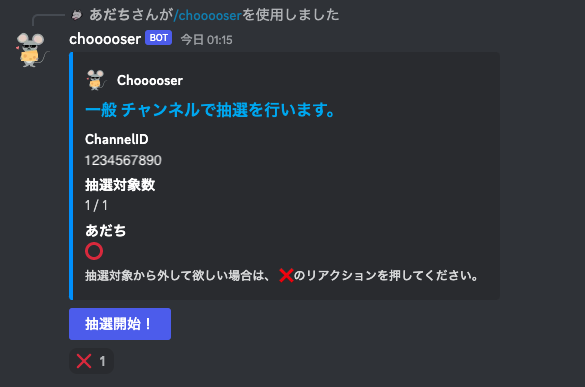 あだちさんが/chooooserを使用しました
chooooser BOT 今日 01:15
Chooooser
一般 チャンネルで抽選を行います。
ChannelID
1234567890
抽選対象数
1 / 1
あだち
⭕
抽選対象から外して欲しい場合は、❌のリアクションを押してください。
抽選開始！
❌ 1